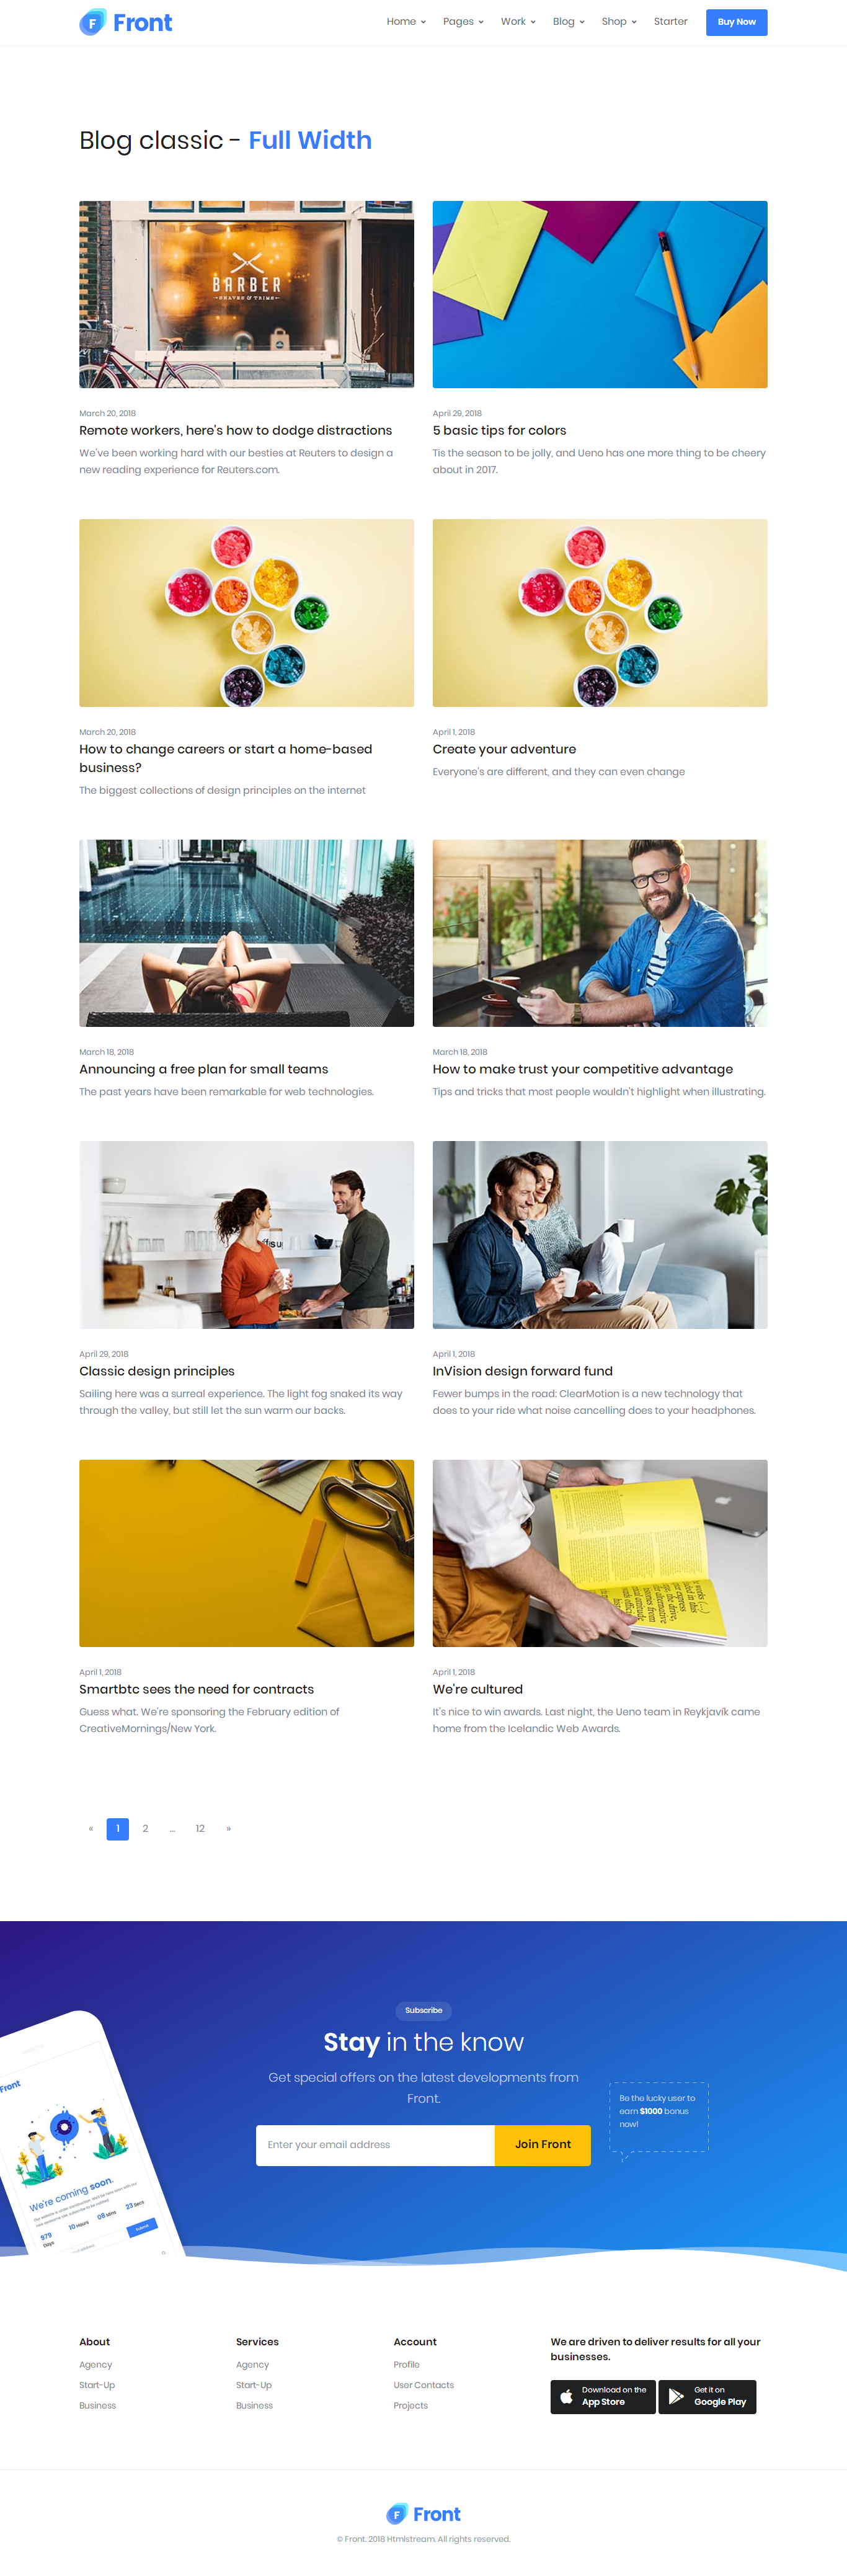 Front
Home Pages Work Blog Shop Starter Buy Now
Blog classic - Full Width
BARBER
SHAVES & TRIMS
March 20, 2018
Remote workers, here's how to dodge distractions
We've been working hard with our besties at Reuters to design a
new reading experience for Reuters.com.
April 29, 2018
5 basic tips for colors
Tis the season to be jolly, and Ueno has one more thing to be cheery
about in 2017.
March 20, 2018
How to change careers or start a home-based
business?
The biggest collections of design principles on the internet
April 1, 2018
Create your adventure
Everyone's are different, and they can even change
March 18, 2018
Announcing a free plan for small teams
The past years have been remarkable for web technologies.
March 18, 2018
How to make trust your competitive advantage
Tips and tricks that most people wouldn't highlight when illustrating.
April 29, 2018
Classic design principles
Sailing here was a surreal experience. The light fog snaked its way
through the valley, but still let the sun warm our backs.
April 1, 2018
InVision design forward fund
Fewer bumps in the road: ClearMotion is a new technology that
does to your ride what noise cancelling does to your headphones.
April 1, 2018
Smartbtc sees the need for contracts
Guess what. We're sponsoring the February edition of
CreativeMornings/New York.
April 1, 2018
We're cultured
It's nice to win awards. Last night, the Ueno team in Reykjavík came
home from the Icelandic Web Awards.
« 1 2 ... 12 »
Subscribe
Stay in the know
Get special offers on the latest developments from
Front.
Enter your email address Join Front
Be the lucky user to
earn $1000 bonus
now!
Front
We're coming soon.
979 Days 10 Hours 08 Mins 23 Secs
About
Agency
Start-Up
Business
Services
Agency
Start-Up
Business
Account
Profile
User Contacts
Projects
We are driven to deliver results for all your
businesses.
Download on the
App Store
Get it on
Google Play
Front
© Front. 2018 Htmlstream. All rights reserved.